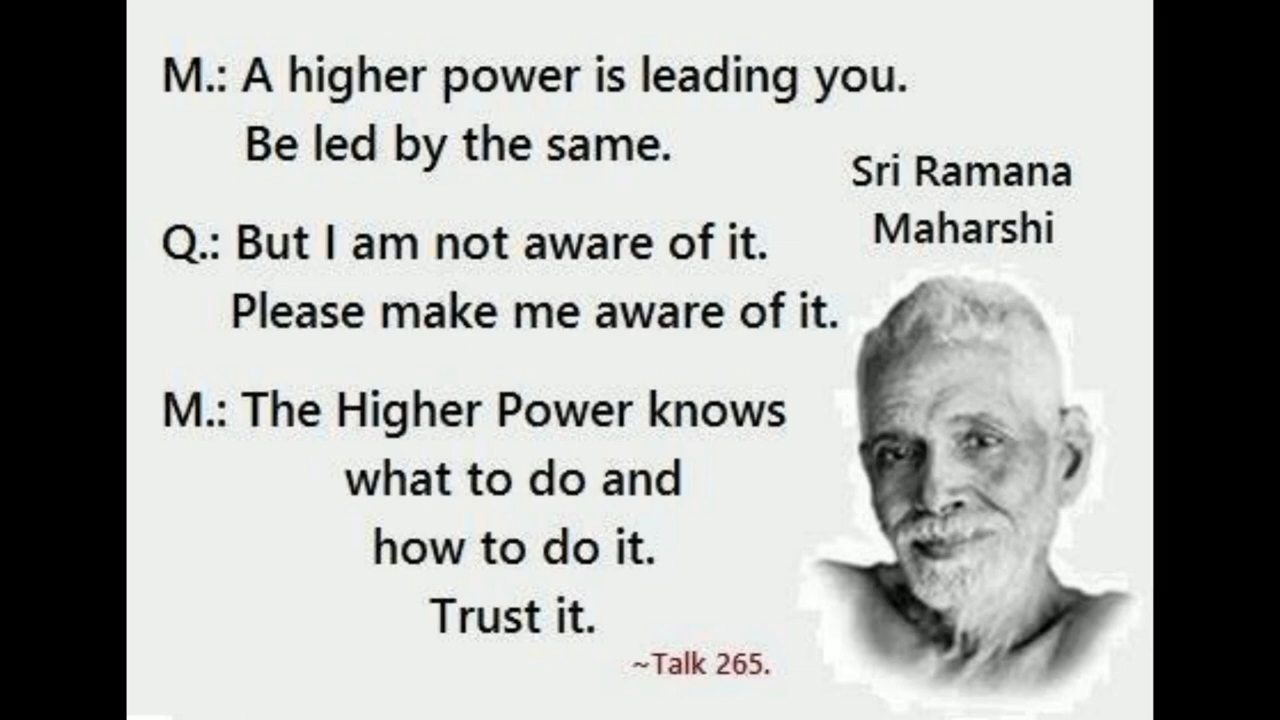 M.: A higher power is leading you.
Be led by the same.
Sri Ramana
Maharshi
Q.: But I am not aware of it.
Please make me aware of it.
M.: The Higher Power knows
what to do and
how to do it.
Trust it.
~Talk 265.